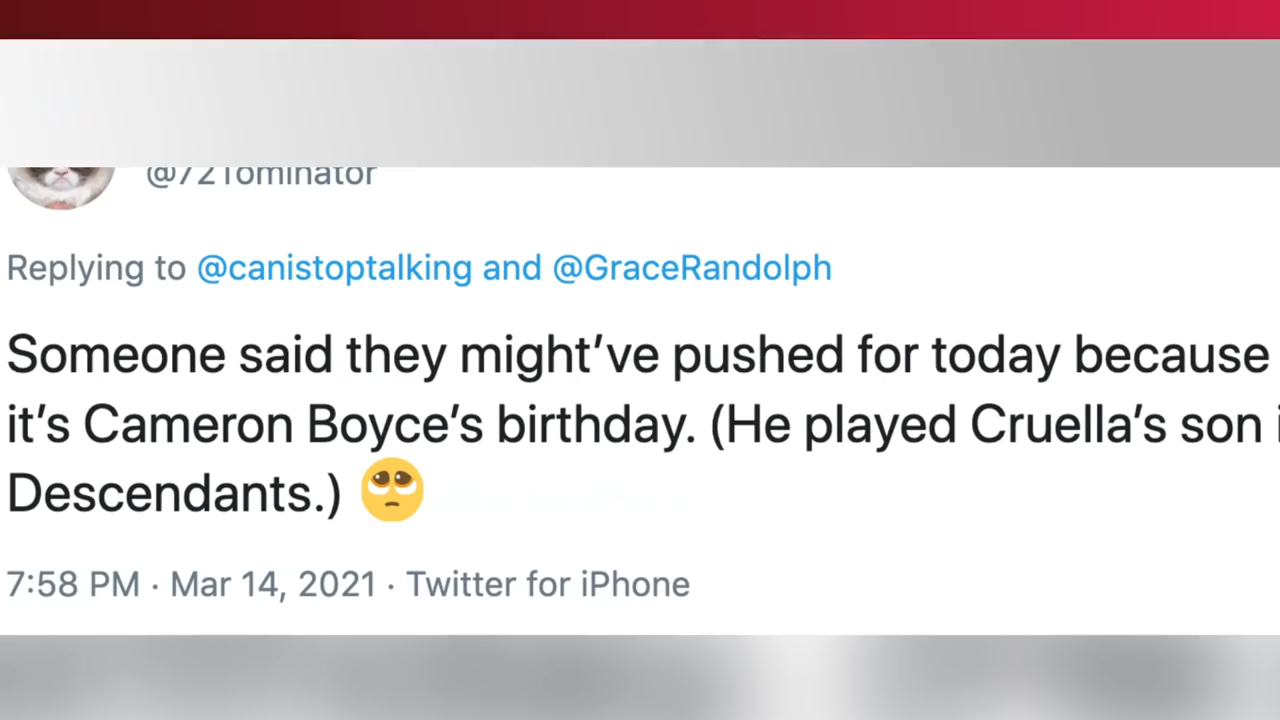 @72Tominator
Replying to @canistoptalking and @GraceRandolph
Someone said they might've pushed for today because
it's Cameron Boyce's birthday. (He played Cruella's son
Descendants.) 🙄
7:58 PM · Mar 14, 2021 · Twitter for iPhone